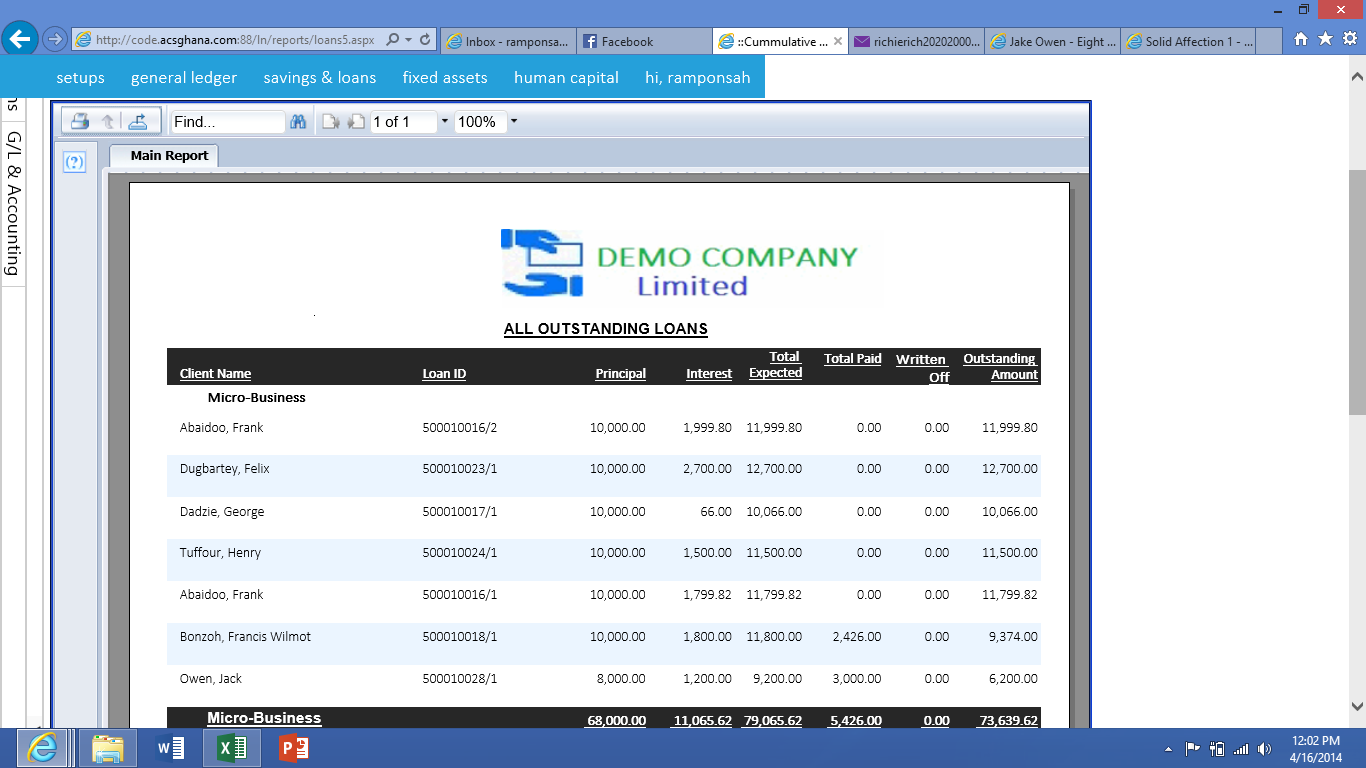 http://code.acsghana.com:88/ln/reports/loans5.aspx
Inbox - ramponsa...
Facebook
::Cummulative ...
richierich20202000...
Jake Owen - Eight ...
Solid Affection 1 - ...
setups general ledger savings & loans fixed assets human capital hi, ramponsah
ns
G/L & Accounting
Find...
1 of 1
100%
(?)
Main Report
DEMO COMPANY
Limited
ALL OUTSTANDING LOANS
Client Name Loan ID Principal Interest Total Expected Total Paid Written Off Outstanding Amount
Micro-Business
Abaidoo, Frank 500010016/2 10,000.00 1,999.80 11,999.80 0.00 0.00 11,999.80
Dugbartey, Felix 500010023/1 10,000.00 2,700.00 12,700.00 0.00 0.00 12,700.00
Dadzie, George 500010017/1 10,000.00 66.00 10,066.00 0.00 0.00 10,066.00
Tuffour, Henry 500010024/1 10,000.00 1,500.00 11,500.00 0.00 0.00 11,500.00
Abaidoo, Frank 500010016/1 10,000.00 1,799.82 11,799.82 0.00 0.00 11,799.82
Bonzoh, Francis Wilmot 500010018/1 10,000.00 1,800.00 11,800.00 2,426.00 0.00 9,374.00
Owen, Jack 500010028/1 8,000.00 1,200.00 9,200.00 3,000.00 0.00 6,200.00
Micro-Business 68,000.00 11,065.62 79,065.62 5,426.00 0.00 73,639.62
12:02 PM
4/16/2014